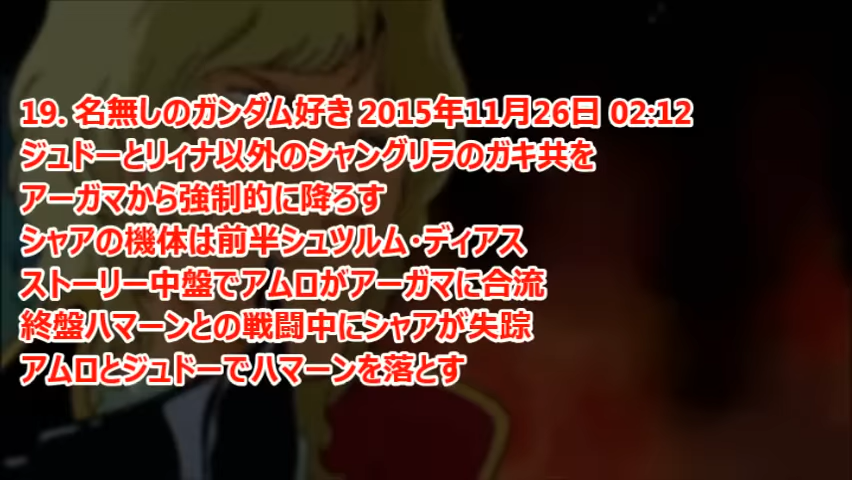 19. 名無しのガンダム好き 2015年11月26日 02:12
ジュドーとリィナ以外のシャングリラのガキ共を
アーガマから強制的に降ろす
シャアの機体は前半シュツルム・ディアス
ストーリー中盤でアムロがアーガマに合流
終盤ハマーンとの戦闘中にシャアが失踪
アムロとジュドーでハマーンを落とす